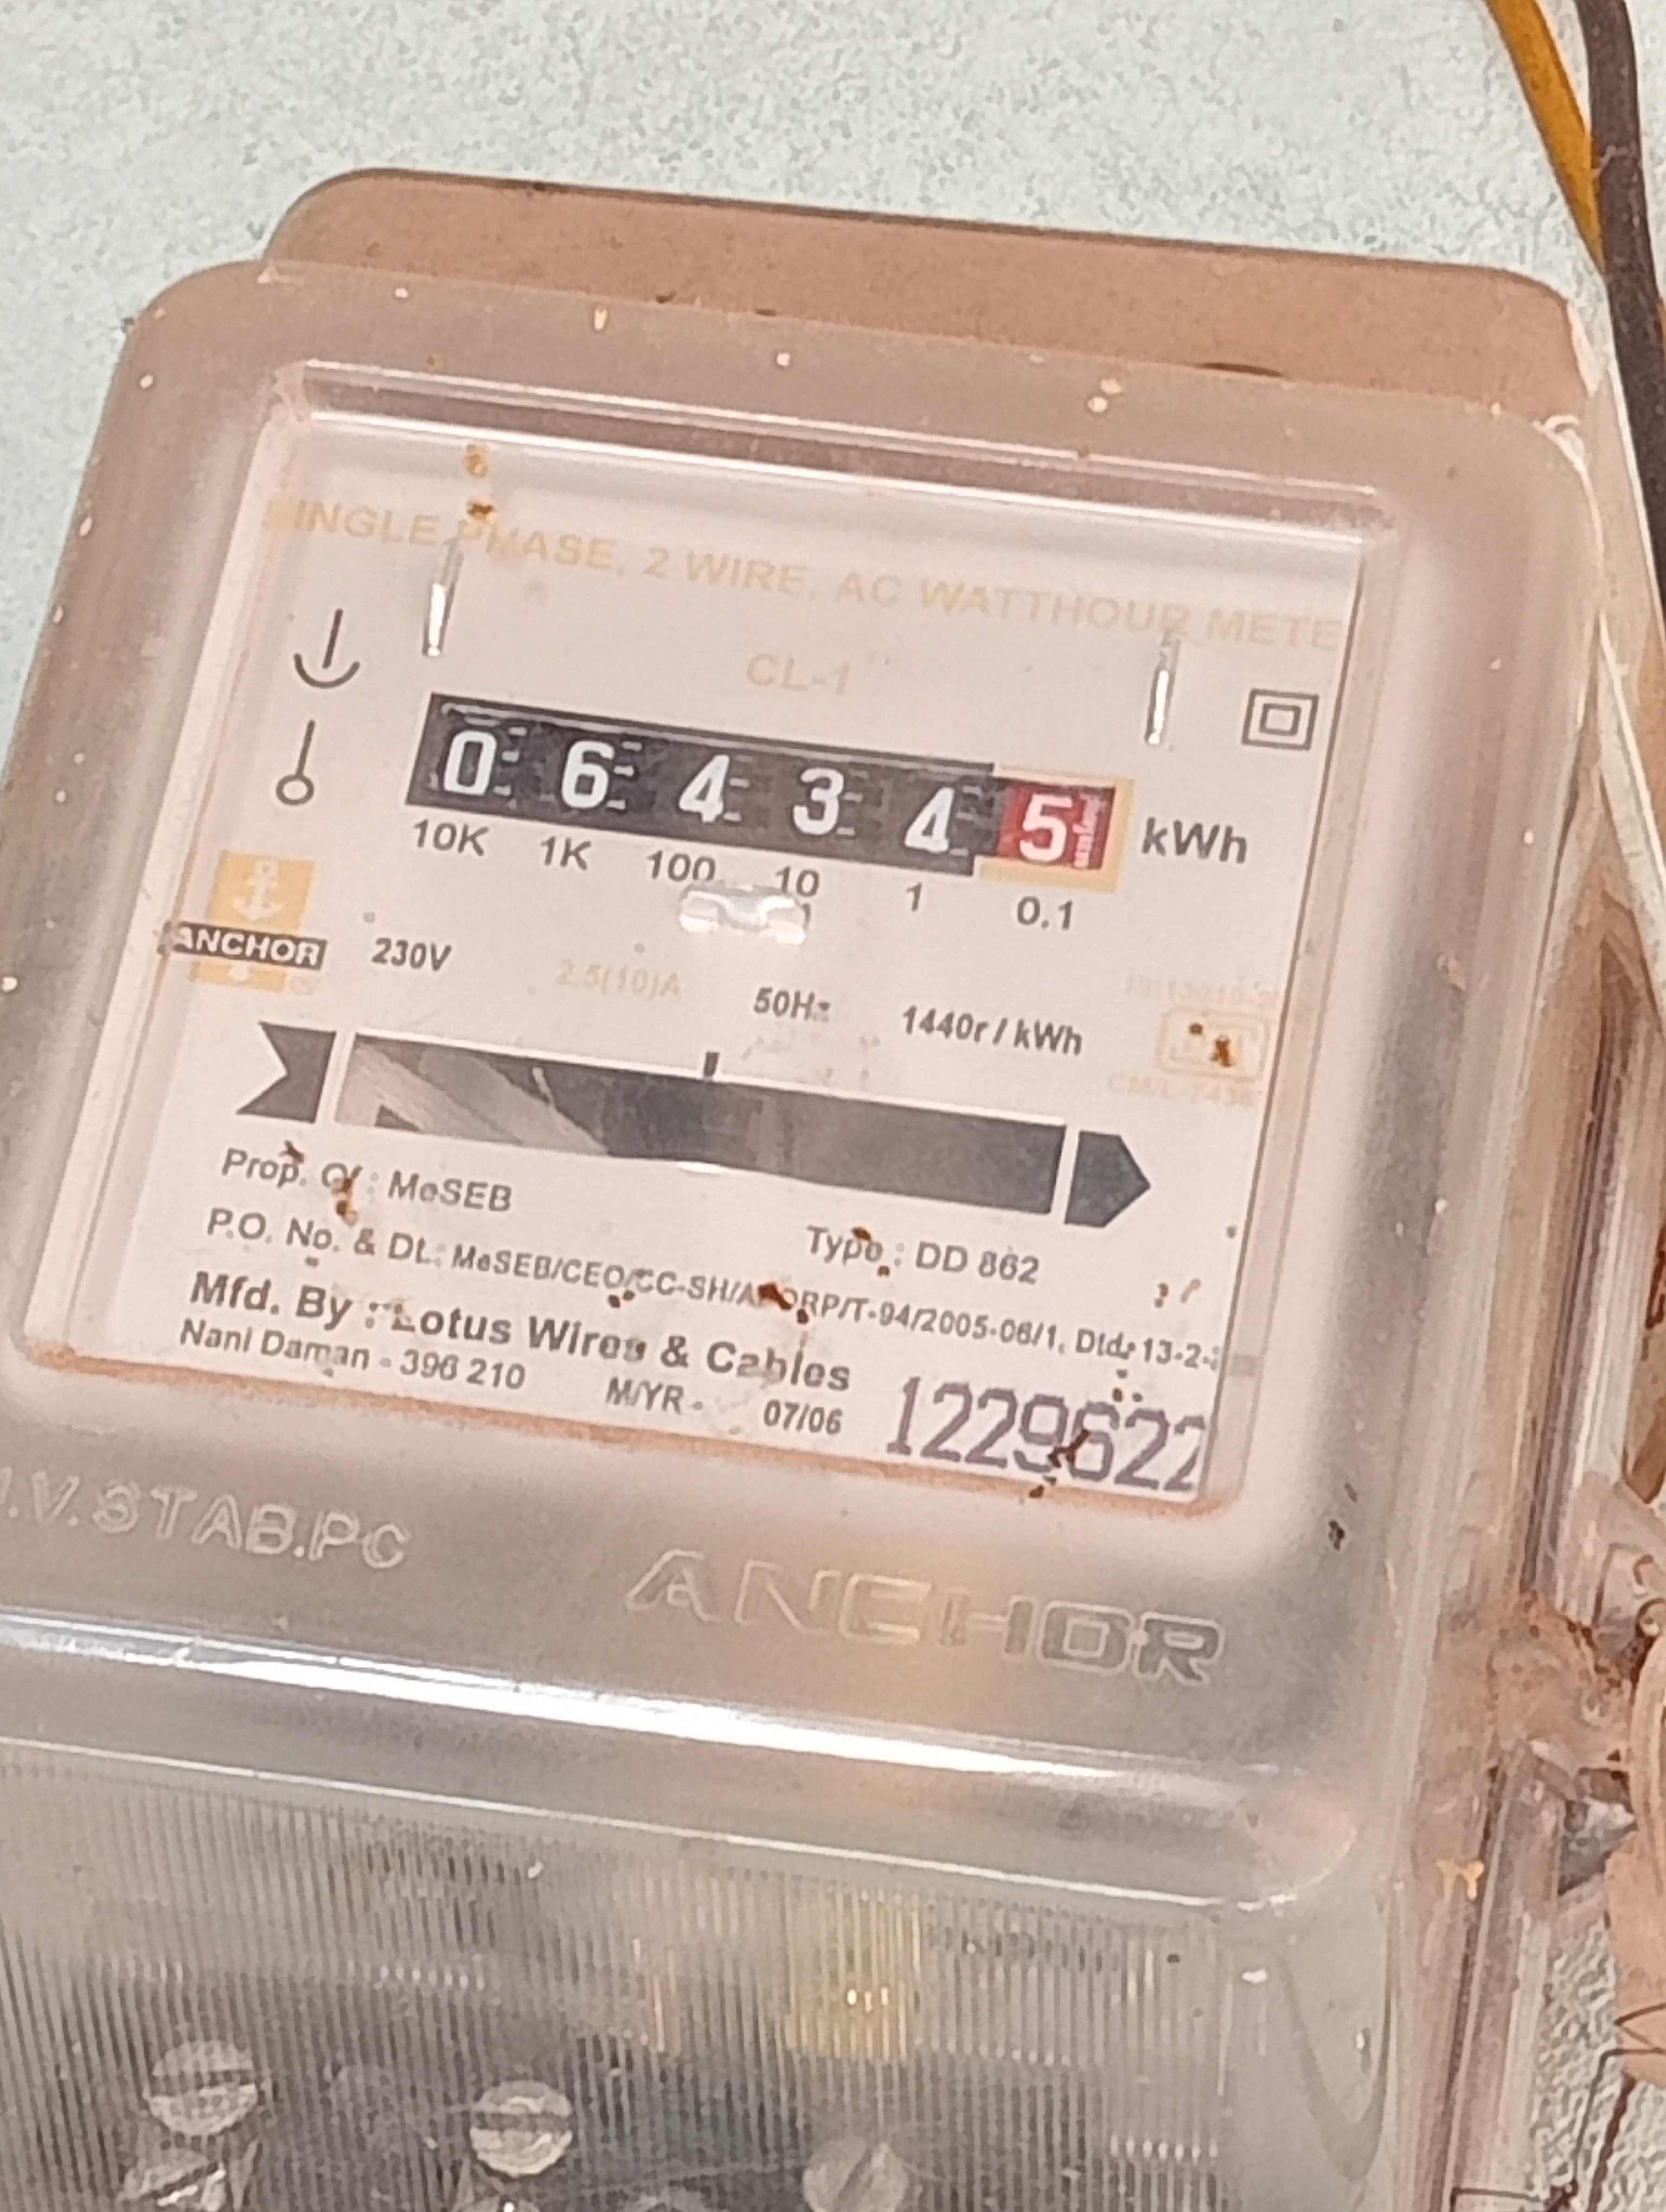 INGLE PHASE, 2 WIRE, AC WATTHOUR METE
CL-1
0 6 4 3 4 5 kWh
10K 1K 100 10 1 0.1
ANCHOR 230V 2.5(10)A 50Hz 1440r / kWh
CM/L-
Prop. Of : MeSEB
Type : DD 862
P.O. No. & Dt.: MeSEB/CEO/CC-SH/ /T-94/2005-06/1, Dtd. 13-2-
Mfd. By : Lotus Wires & Cables
Nani Daman - 396 210 M/YR - 07/06
1229622
.V.STAB.PC ANCHOR